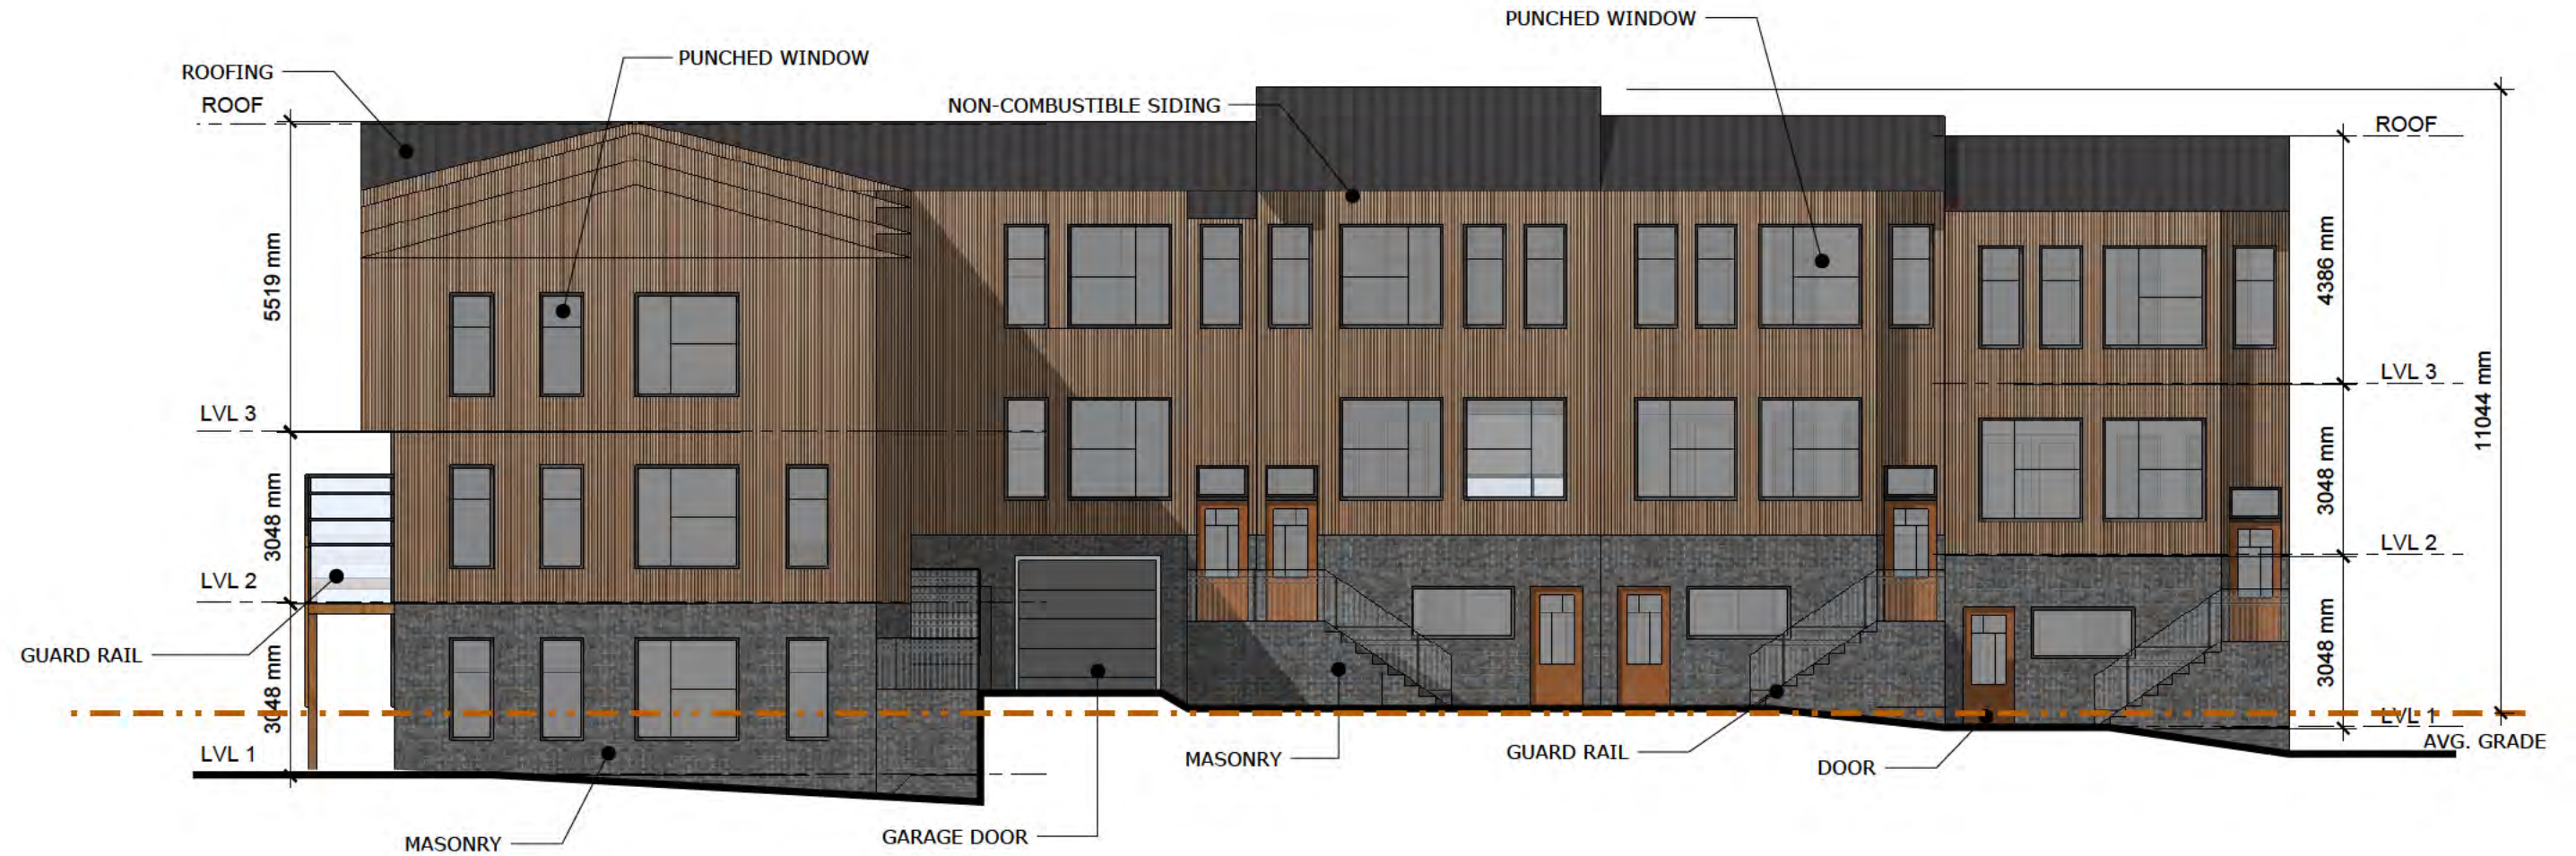 PUNCHED WINDOW
PUNCHED WINDOW
ROOFING
ROOF
NON-COMBUSTIBLE SIDING
ROOF
5519 mm
4386 mm
LVL 3
LVL 3
11044 mm
3048 mm
3048 mm
LVL 2
LVL 2
GUARD RAIL
3048 mm
3048 mm
LVL 1
LVL 1
AVG. GRADE
MASONRY
GUARD RAIL
DOOR
GARAGE DOOR
MASONRY